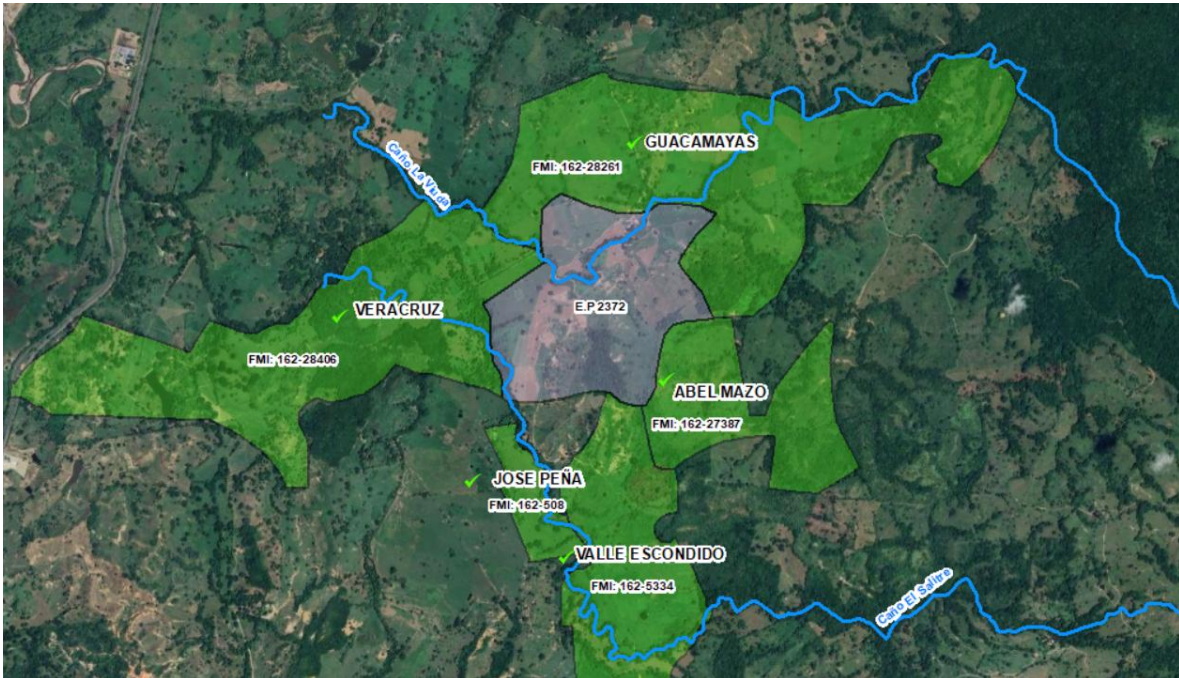 GUACAMAYAS
FMI: 162-28261
Caño La Viuda
VERACRUZ
E.P 2372
FMI: 162-28406
ABEL MAZO
FMI: 162-27387
JOSE PEÑA
FMI: 162-508
VALLE ESCONDIDO
FMI: 162-5334
Caño El Salitre